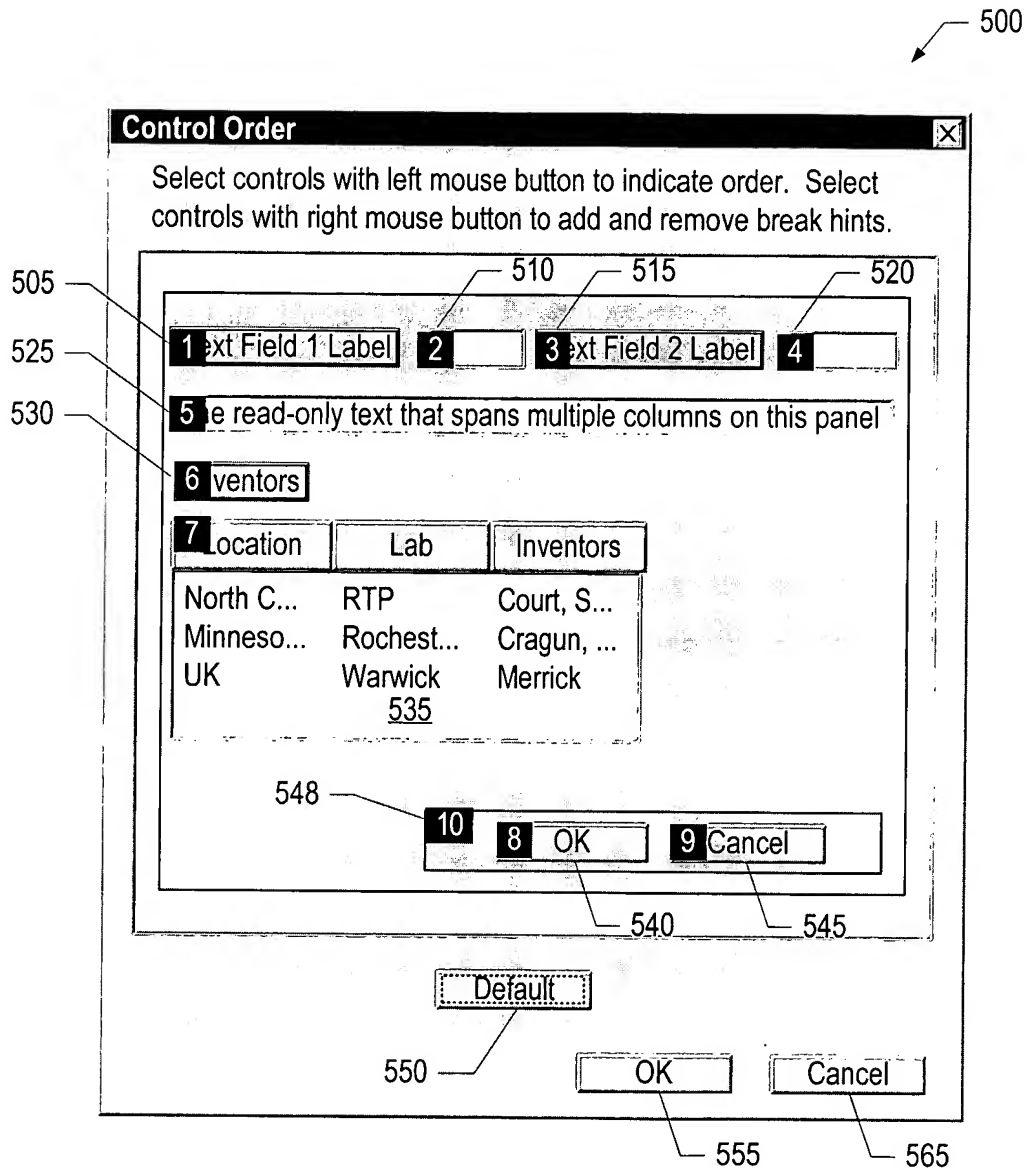 500
Control Order
Select controls with left mouse button to indicate order. Select
controls with right mouse button to add and remove break hints.
505 510 515 520
1 ext Field 1 Label 2 3 ext Field 2 Label 4
525
5 e read-only text that spans multiple columns on this panel
530
6 ventors
7 Location Lab Inventors
North C... RTP Court, S...
Minneso... Rochest... Cragun, ...
UK Warwick Merrick
535
548
10 8 OK 9 Cancel
540 545
Default
550
OK Cancel
555 565